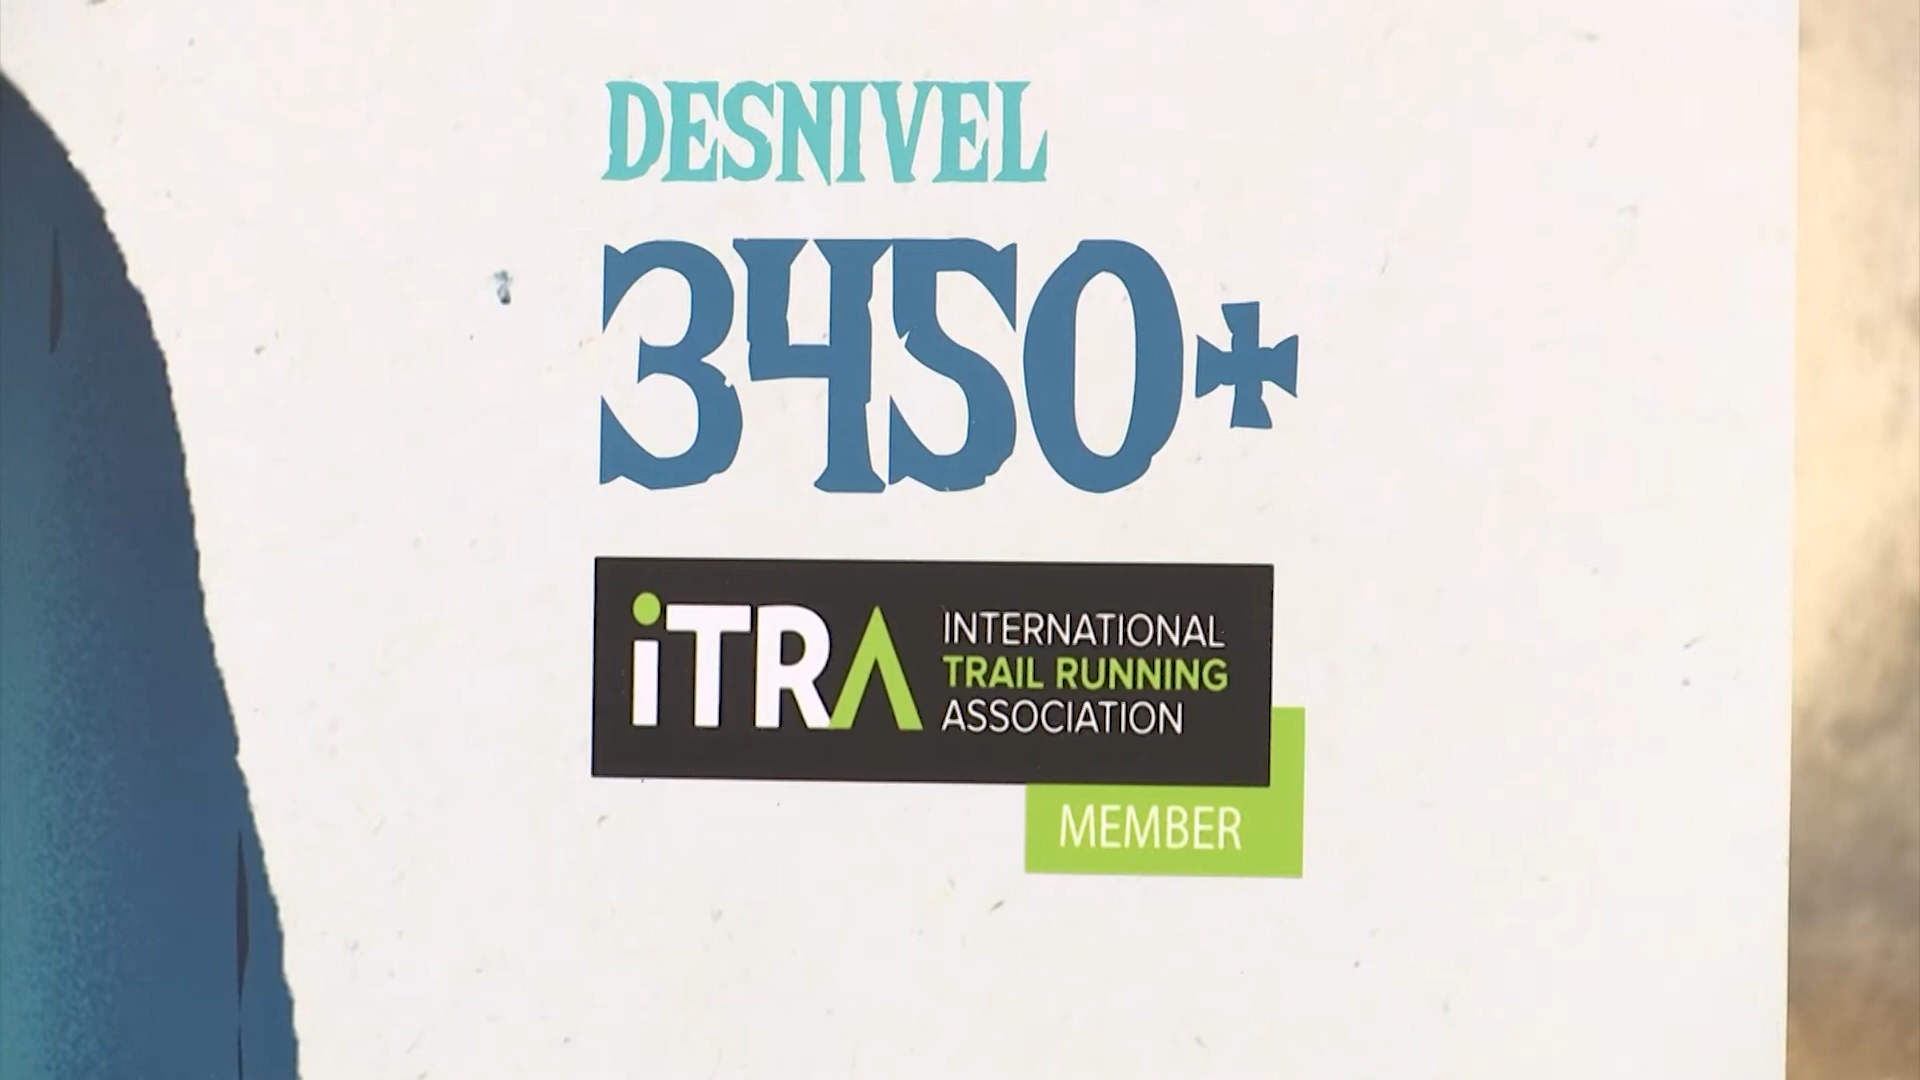 DESNIVEL
3450+
iTRA
INTERNATIONAL
TRAIL RUNNING
ASSOCIATION
MEMBER